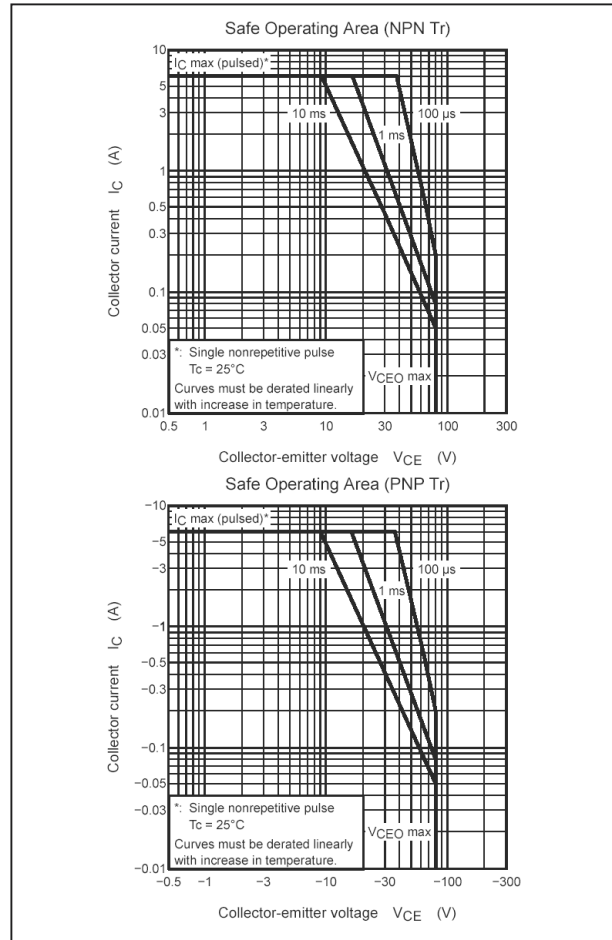 Safe Operating Area (NPN Tr)
10
IC max (pulsed)*
5
10 ms
100 µs
3
1 ms
1
0.5
0.3
0.1
0.05
0.03
0.01
Collector current IC (A)
*: Single nonrepetitive pulse
Tc = 25°C
Curves must be derated linearly
with increase in temperature.
VCEO max
0.5 1 3 10 30 100 300
Collector-emitter voltage VCE (V)
Safe Operating Area (PNP Tr)
−10
IC max (pulsed)*
−5
10 ms
100 µs
−3
1 ms
−1
−0.5
−0.3
−0.1
−0.05
−0.03
−0.01
Collector current IC (A)
*: Single nonrepetitive pulse
Tc = 25°C
Curves must be derated linearly
with increase in temperature.
VCEO max
−0.5 −1 −3 −10 −30 −100 −300
Collector-emitter voltage VCE (V)